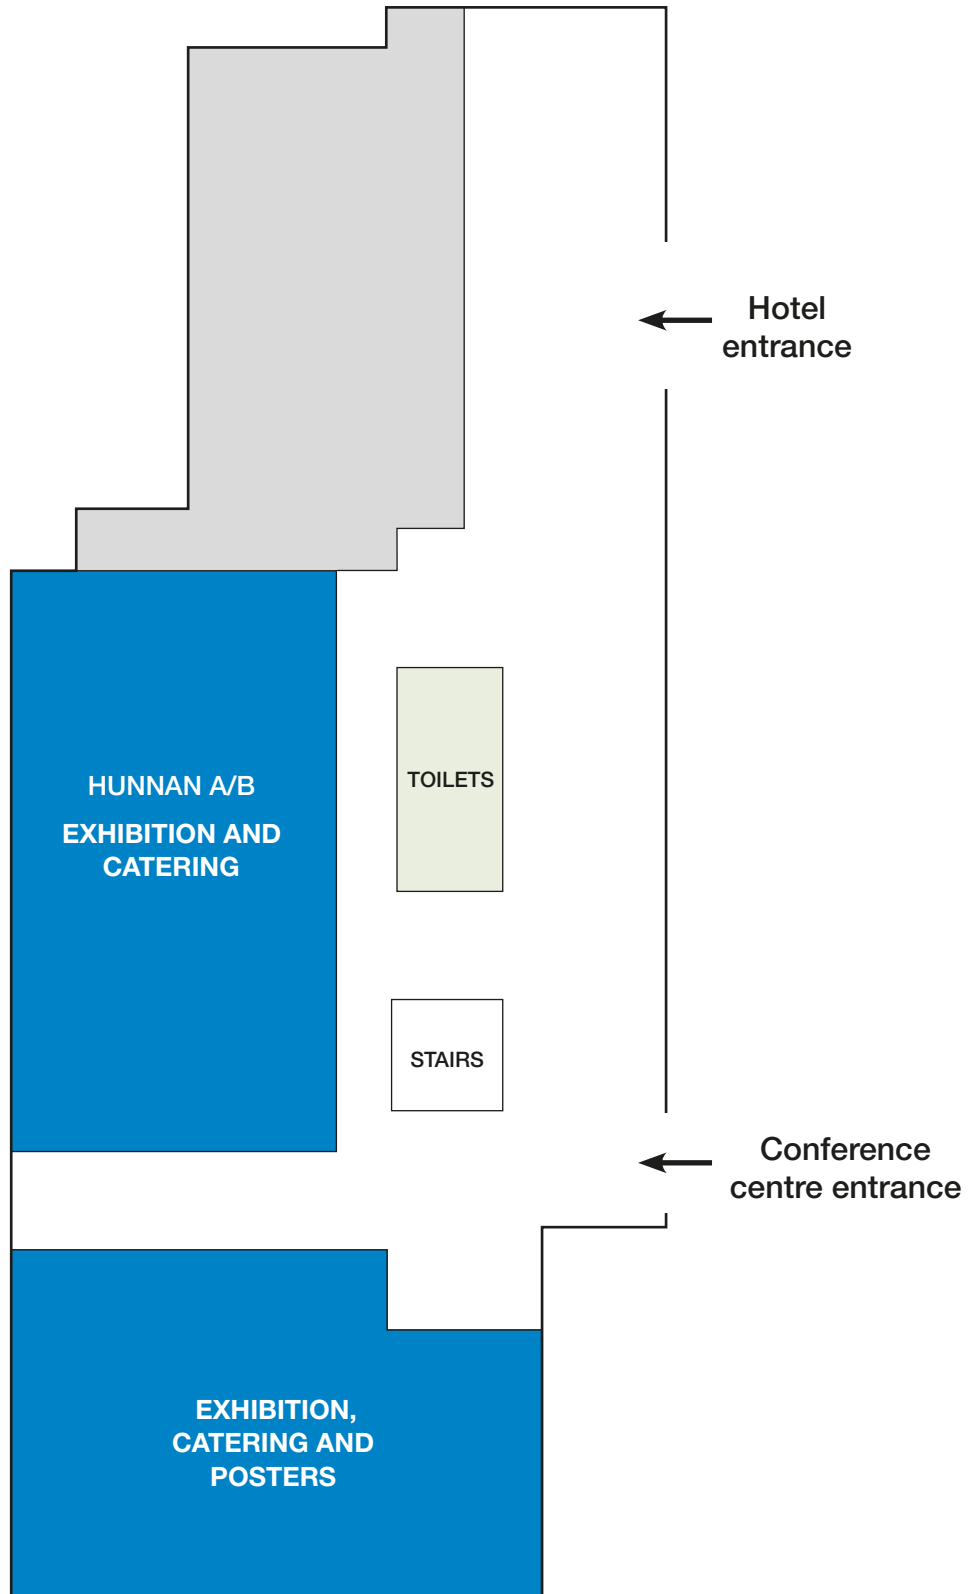 Hotel
entrance
HUNNAN A/B
EXHIBITION AND
CATERING
TOILETS
STAIRS
Conference
centre entrance
EXHIBITION,
CATERING AND
POSTERS